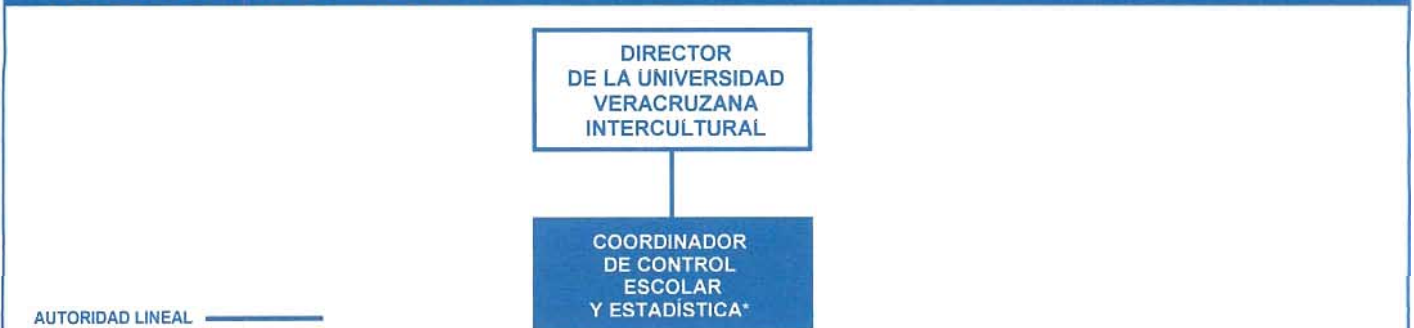 DIRECTOR
DE LA UNIVERSIDAD
VERACRUZANA
INTERCULTURAL
COORDINADOR
DE CONTROL
ESCOLAR
Y ESTADÍSTICA*
AUTORIDAD LINEAL